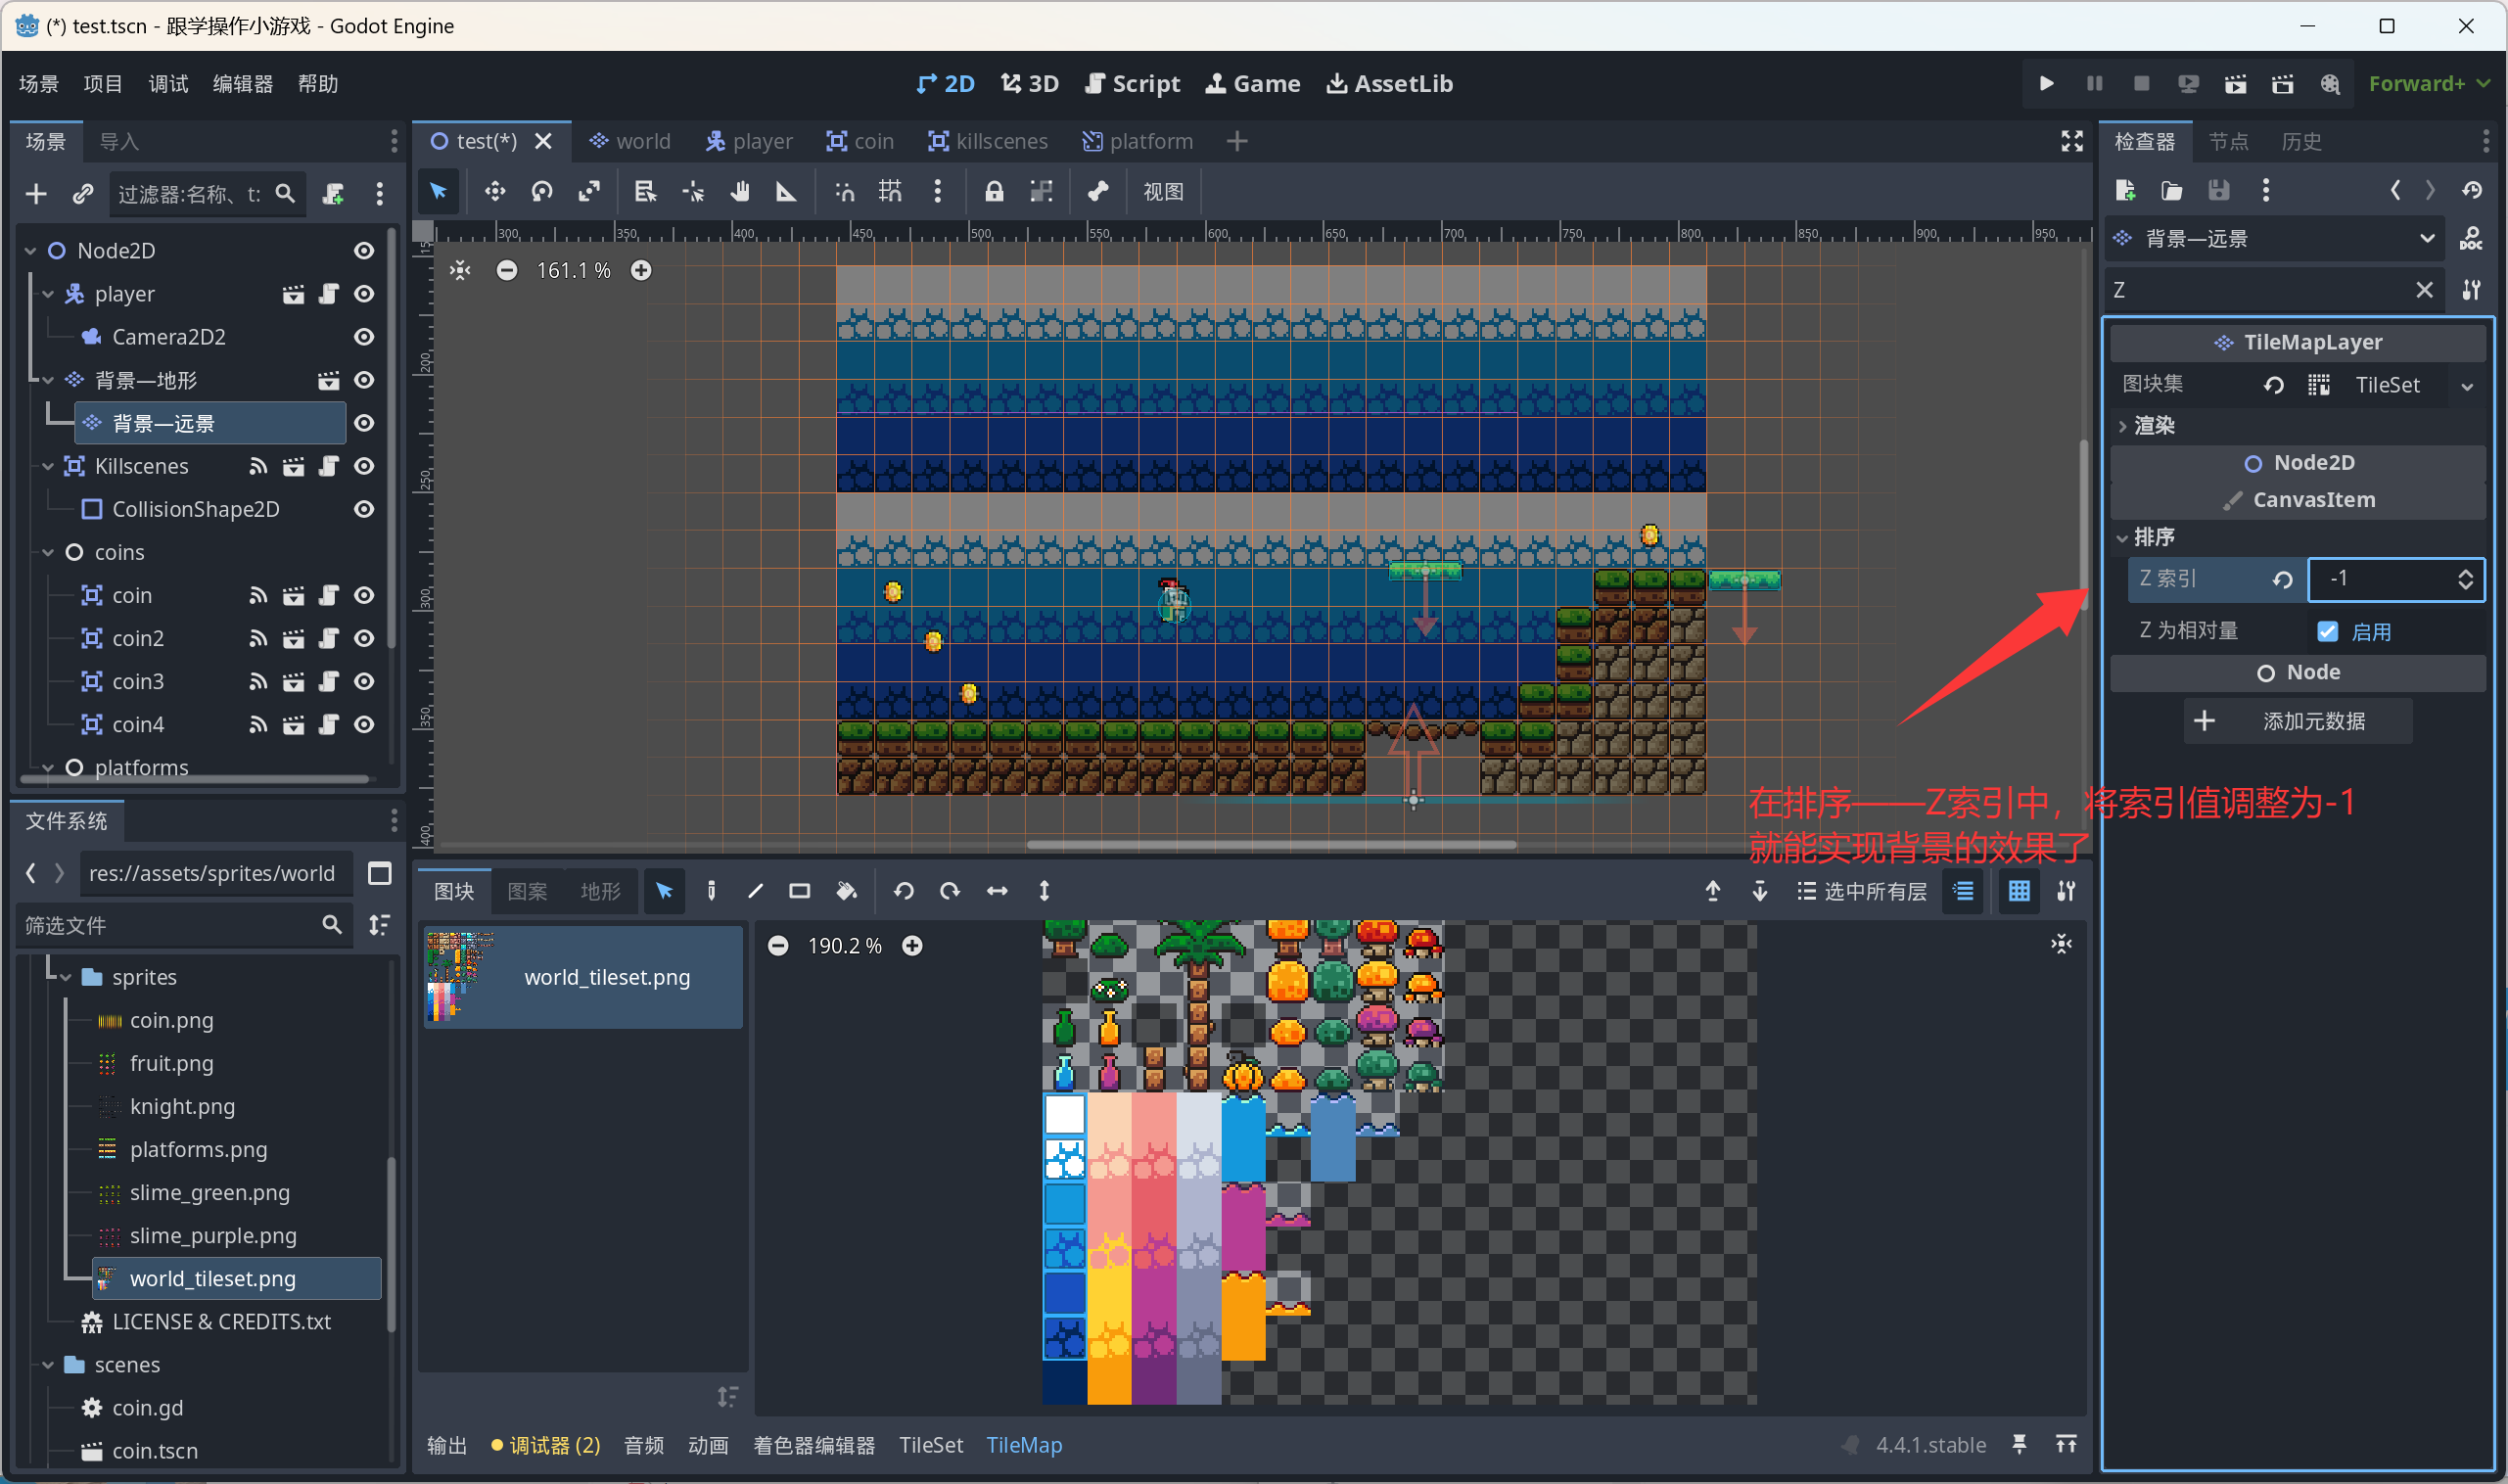 (*) test.tscn - 跟学操作小游戏 - Godot Engine
场景 项目 调试 编辑器 帮助
2D 3D Script Game AssetLib
Forward+
场景 导入
过滤器:名称、t:
Node2D
player
Camera2D2
背景—地形
背景—远景
Killscenes
CollisionShape2D
coins
coin
coin2
coin3
coin4
platforms
文件系统
res://assets/sprites/world
筛选文件
sprites
coin.png
fruit.png
knight.png
platforms.png
slime_green.png
slime_purple.png
world_tileset.png
LICENSE & CREDITS.txt
scenes
coin.gd
coin.tscn
test(*) world player coin killscenes platform
视图
300 350 400 450 500 550 600 650 700 750 800 850 900 950
161.1 %
200
250
300
350
400
在排序——Z索引中，将索引值调整为-1
就能实现背景的效果了
图块 图案 地形
选中所有层
world_tileset.png
190.2 %
输出 调试器 (2) 音频 动画 着色器编辑器 TileSet TileMap
4.4.1.stable
检查器 节点 历史
背景—远景
DOC
Z
TileMapLayer
图块集 TileSet
渲染
Node2D
CanvasItem
排序
Z 索引 -1
Z 为相对量 启用
Node
添加元数据